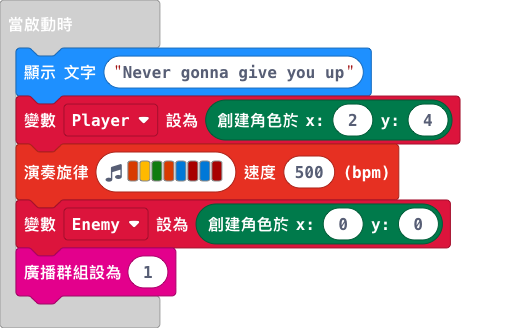 當啟動時
顯示 文字 "Never gonna give you up"
變數 Player 設為 創建角色於 x: 2 y: 4
演奏旋律 速度 500 (bpm)
變數 Enemy 設為 創建角色於 x: 0 y: 0
廣播群組設為 1